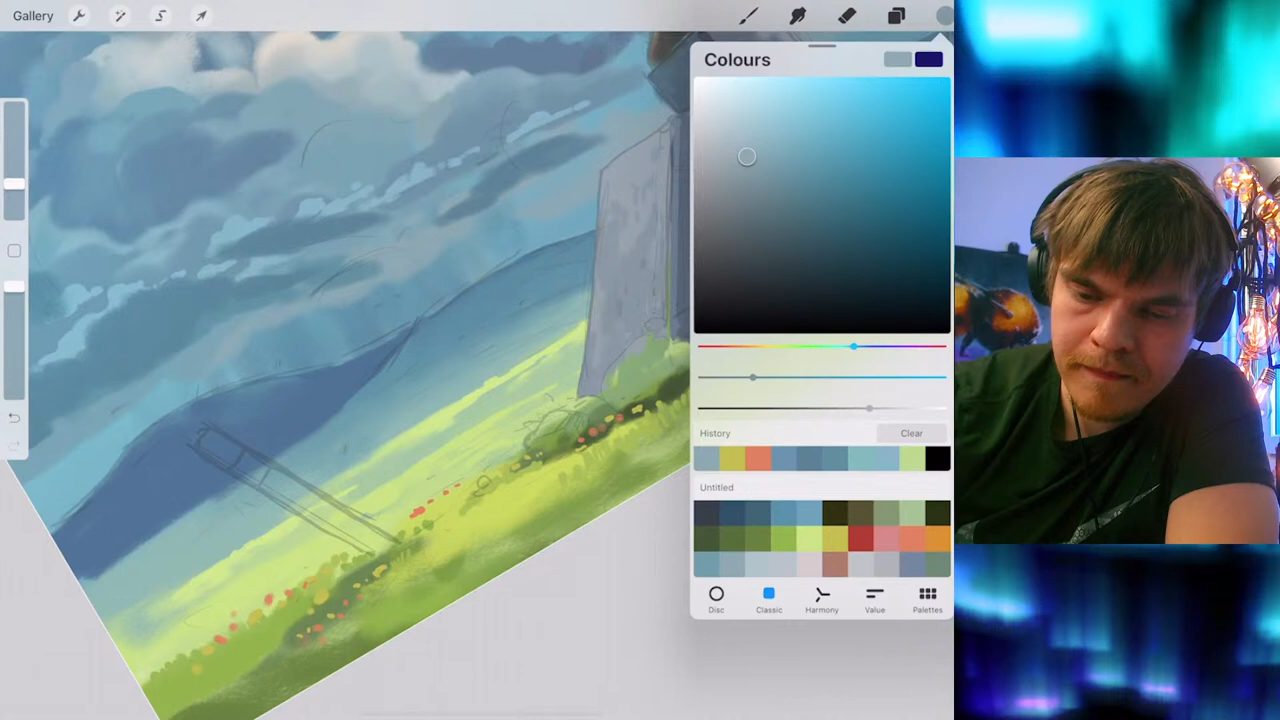 Gallery
Colours
History
Clear
Untitled
Disc
Classic
Harmony
Value
Palettes